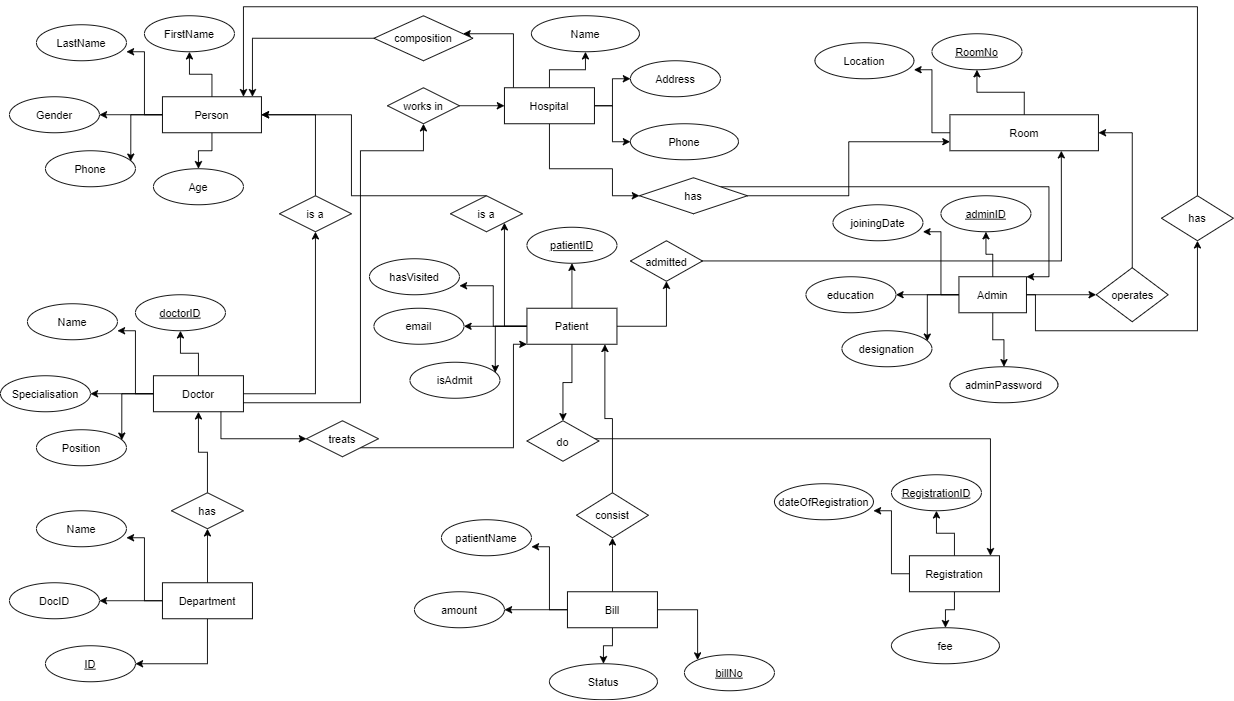 FirstName
LastName
composition
Name
RoomNo
Location
Address
Gender
Person
works in
Hospital
Room
Phone
Phone
Age
has
is a
is a
adminID
has
joiningDate
patientID
admitted
hasVisited
education
Admin
operates
doctorID
Name
email
Patient
designation
isAdmit
adminPassword
Specialisation
Doctor
Position
treats
do
RegistrationID
dateOfRegistration
has
consist
Name
patientName
Registration
DocID
Department
amount
Bill
fee
ID
Status
billNo